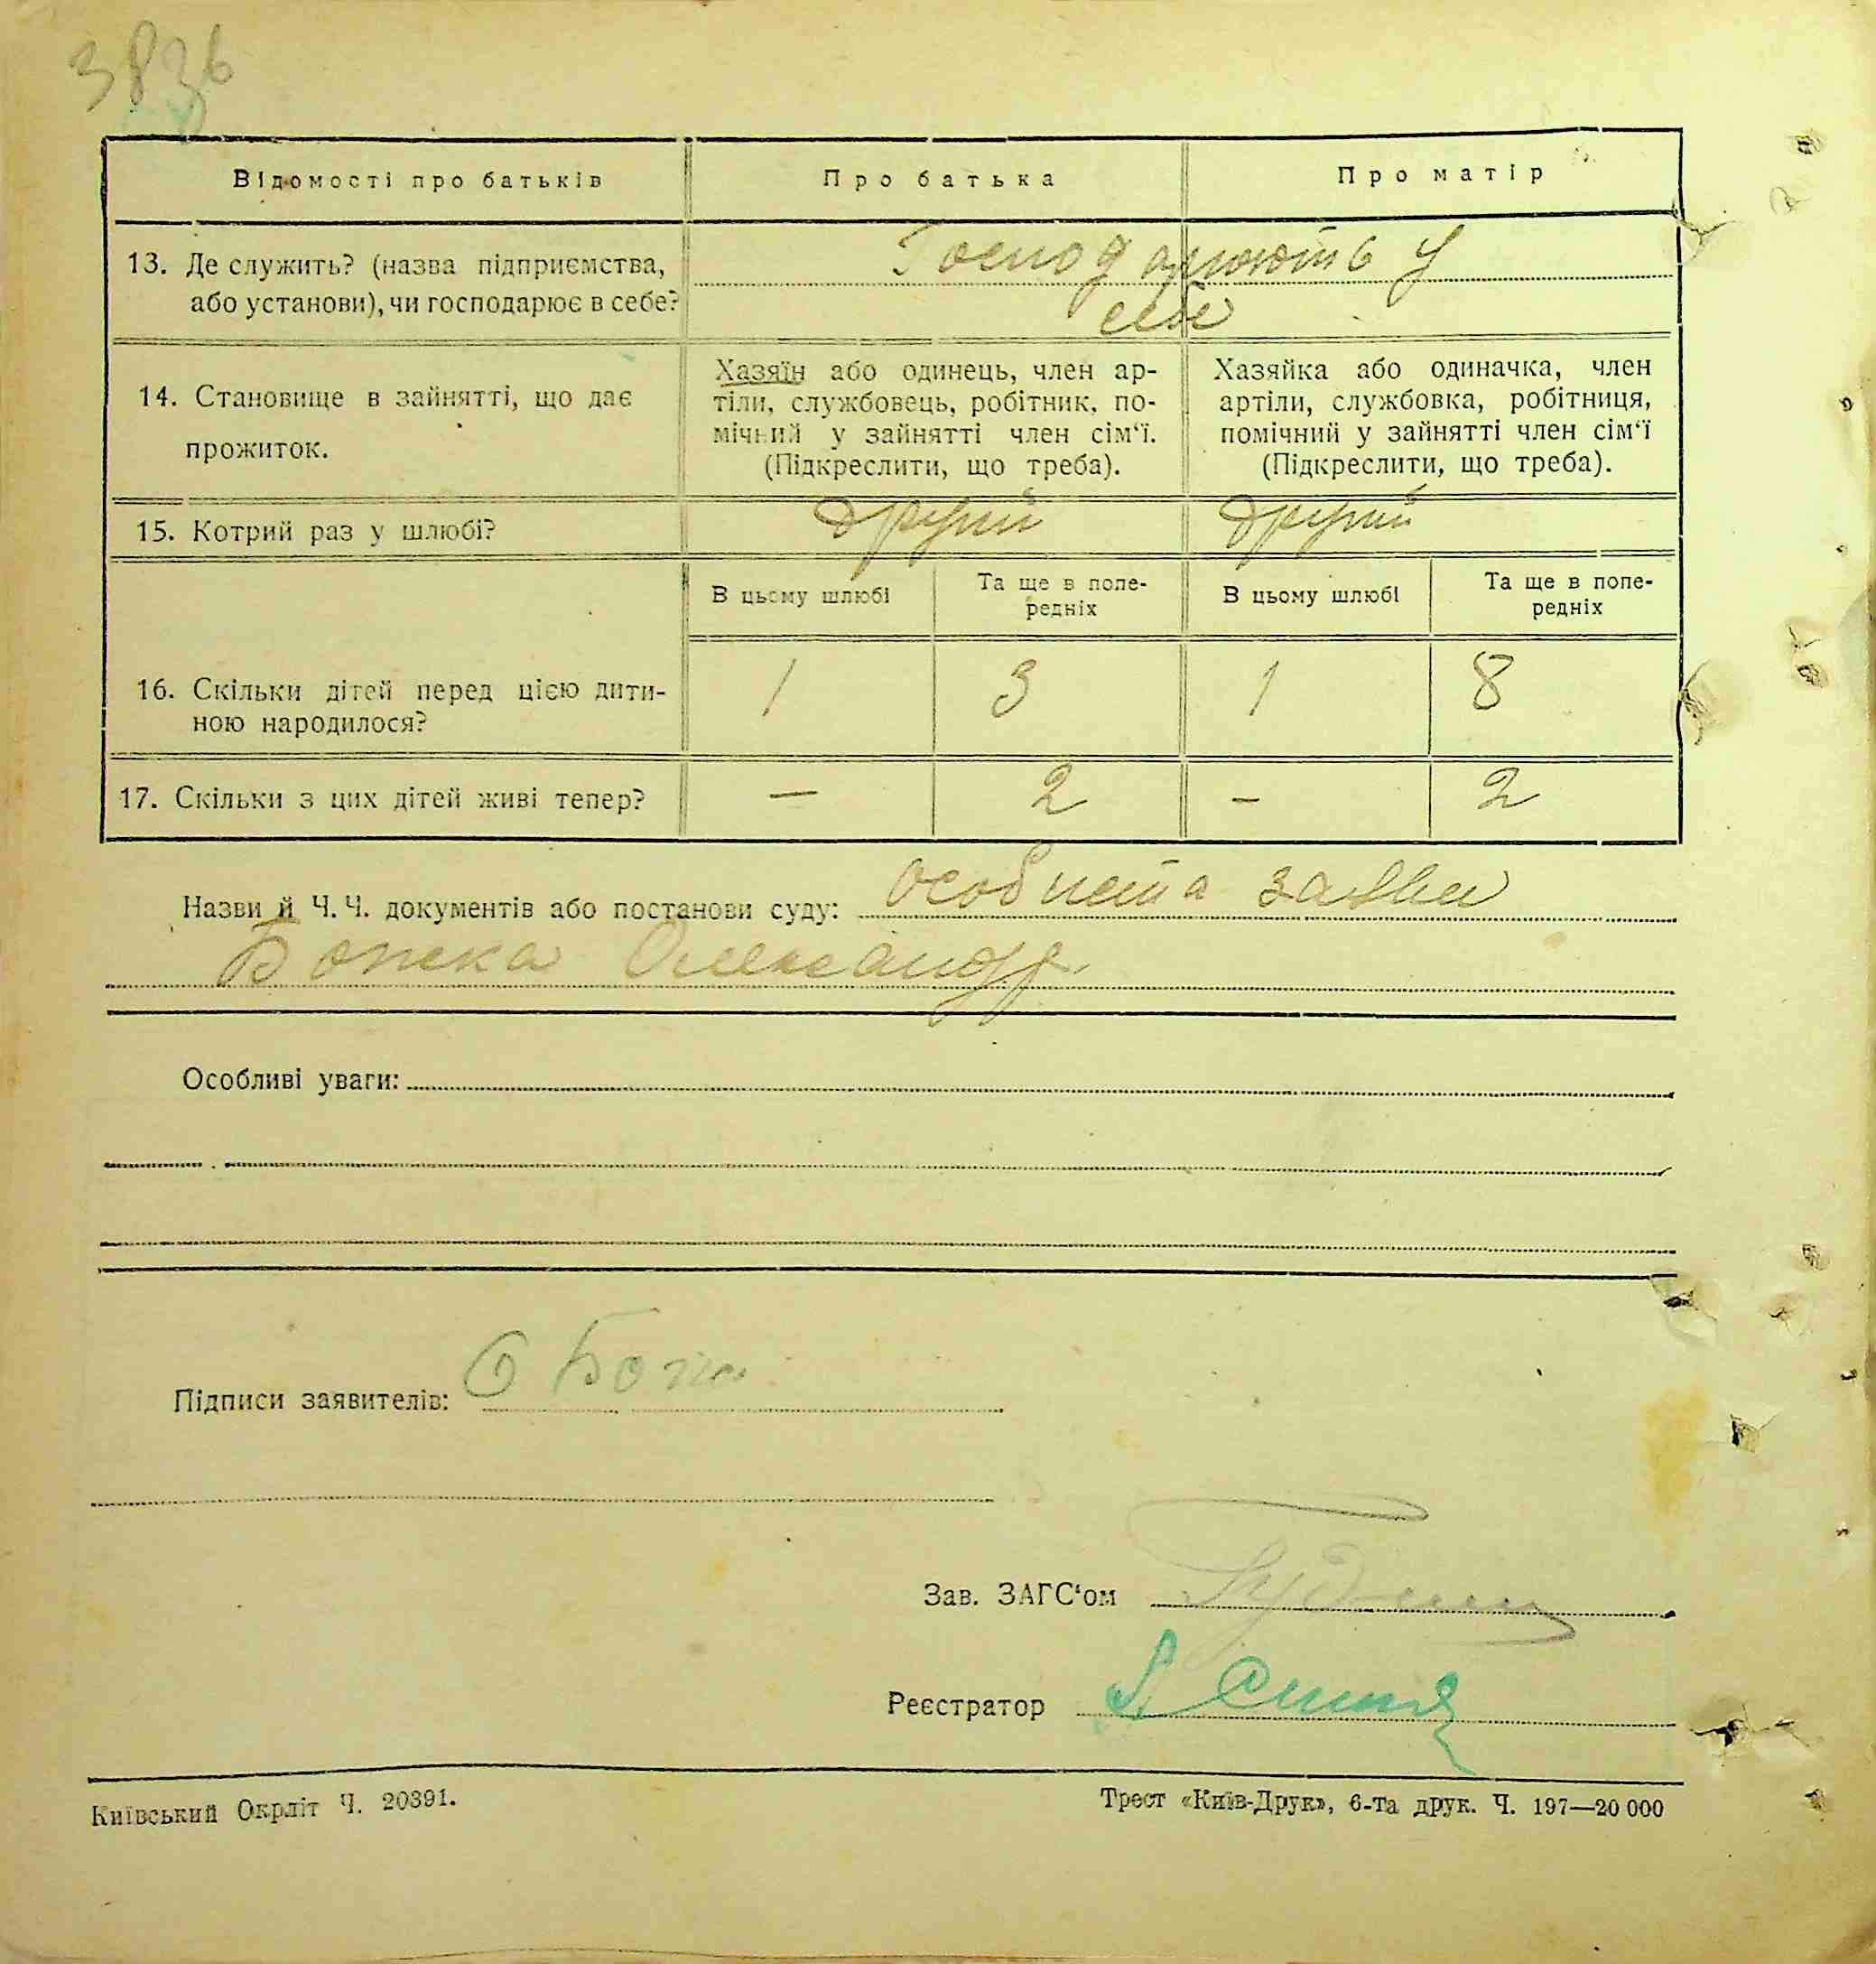 3836
Відомості про батьків
Про батька
Про матір
13. Де служить? (назва підприємства, або установи), чи господарює в себе?
Господарюють у
себе
14. Становище в зайнятті, що дає
прожиток.
Хазяїн або одинець, член ар-
тіли, службовець, робітник, по-
мічний у зайнятті член сім‘ї.
(Підкреслити, що треба).
Хазяйка або одиначка, член
артіли, службовка, робітниця,
помічний у зайнятті член сім‘ї
(Підкреслити, що треба).
15. Котрий раз у шлюбі?
другий
другий
В цьому шлюбі
Та ще в попе-
редніх
В цьому шлюбі
Та ще в попе-
редніх
16. Скільки дітей перед цією дити-
ною народилося?
1
3
1
8
17. Скільки з цих дітей живі тепер?
—
2
—
2
Назви й Ч.Ч. документів або постанови суду: особиста заява
Божка Олександр.
Особливі уваги:
Підписи заявителів:
Зав. ЗАГС‘ом
Реєстратор
Київський Окрліт Ч. 20391.
Трест «Київ-Друк», 6-та друк. Ч. 197—20 000